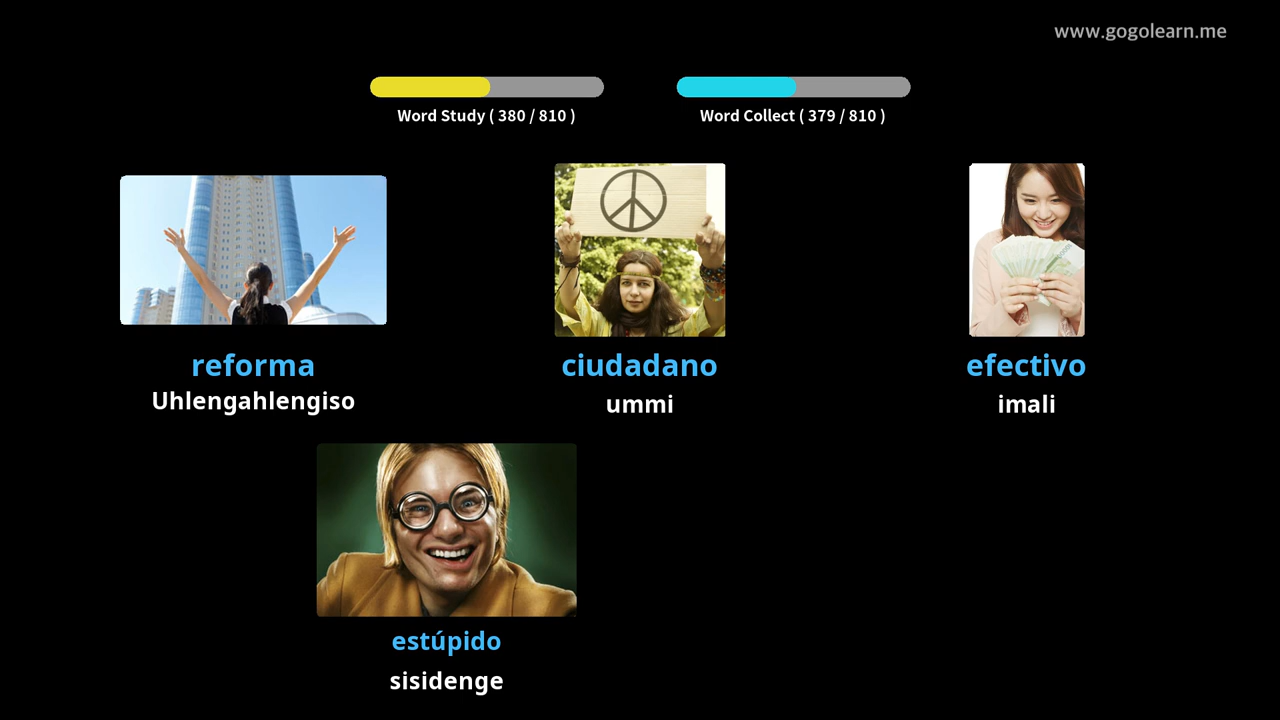 www.gogolearn.me
Word Study ( 380 / 810 )
Word Collect ( 379 / 810 )
reforma
Uhlengahlengiso
ciudadano
ummi
efectivo
imali
estúpido
sisidenge